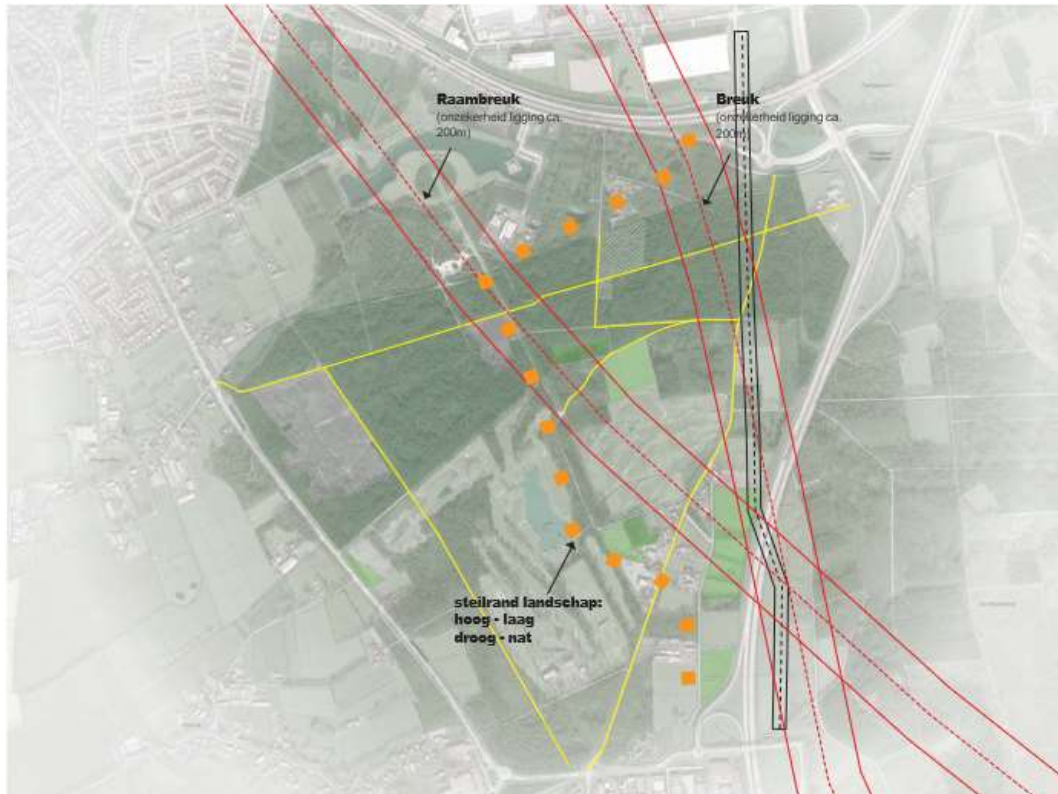 Raambreuk
(onzekerheid ligging ca.
200m)
Breuk
(onzekerheid ligging ca.
200m)
steilrand landschap:
hoog - laag
droog - nat